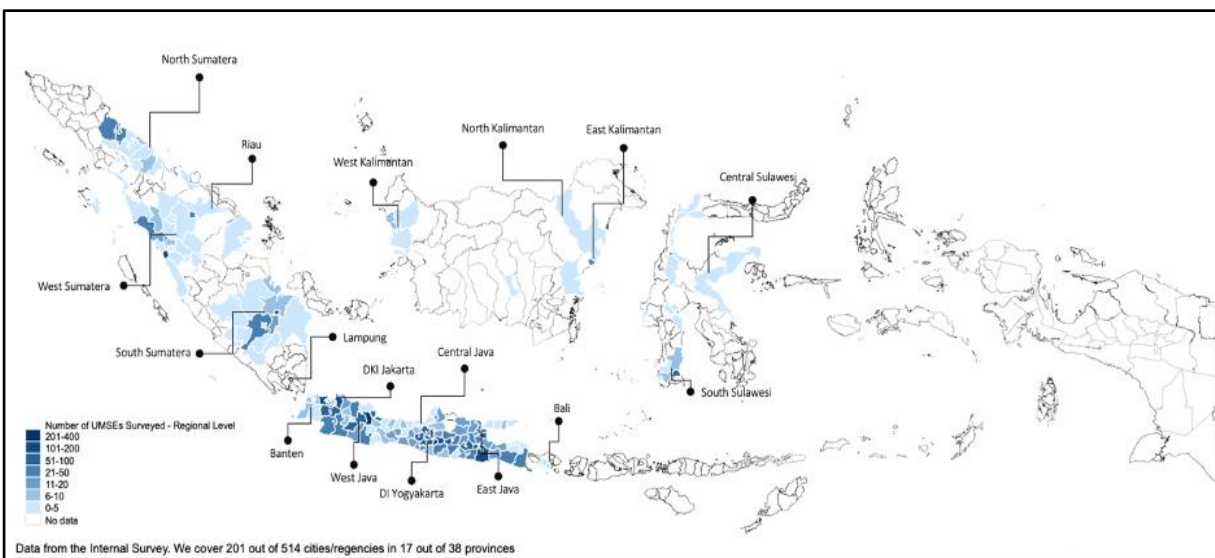 North Sumatera
Riau
West Kalimantan
North Kalimantan
East Kalimantan
Central Sulawesi
West Sumatera
South Sumatera
Lampung
DKI Jakarta
Central Java
South Sulawesi
Banten
West Java
DI Yogyakarta
East Java
Bali
Number of UMSEs Surveyed - Regional Level
201-400
101-200
51-100
21-50
11-20
6-10
0-5
No data
Data from the Internal Survey. We cover 201 out of 514 cities/regencies in 17 out of 38 provinces